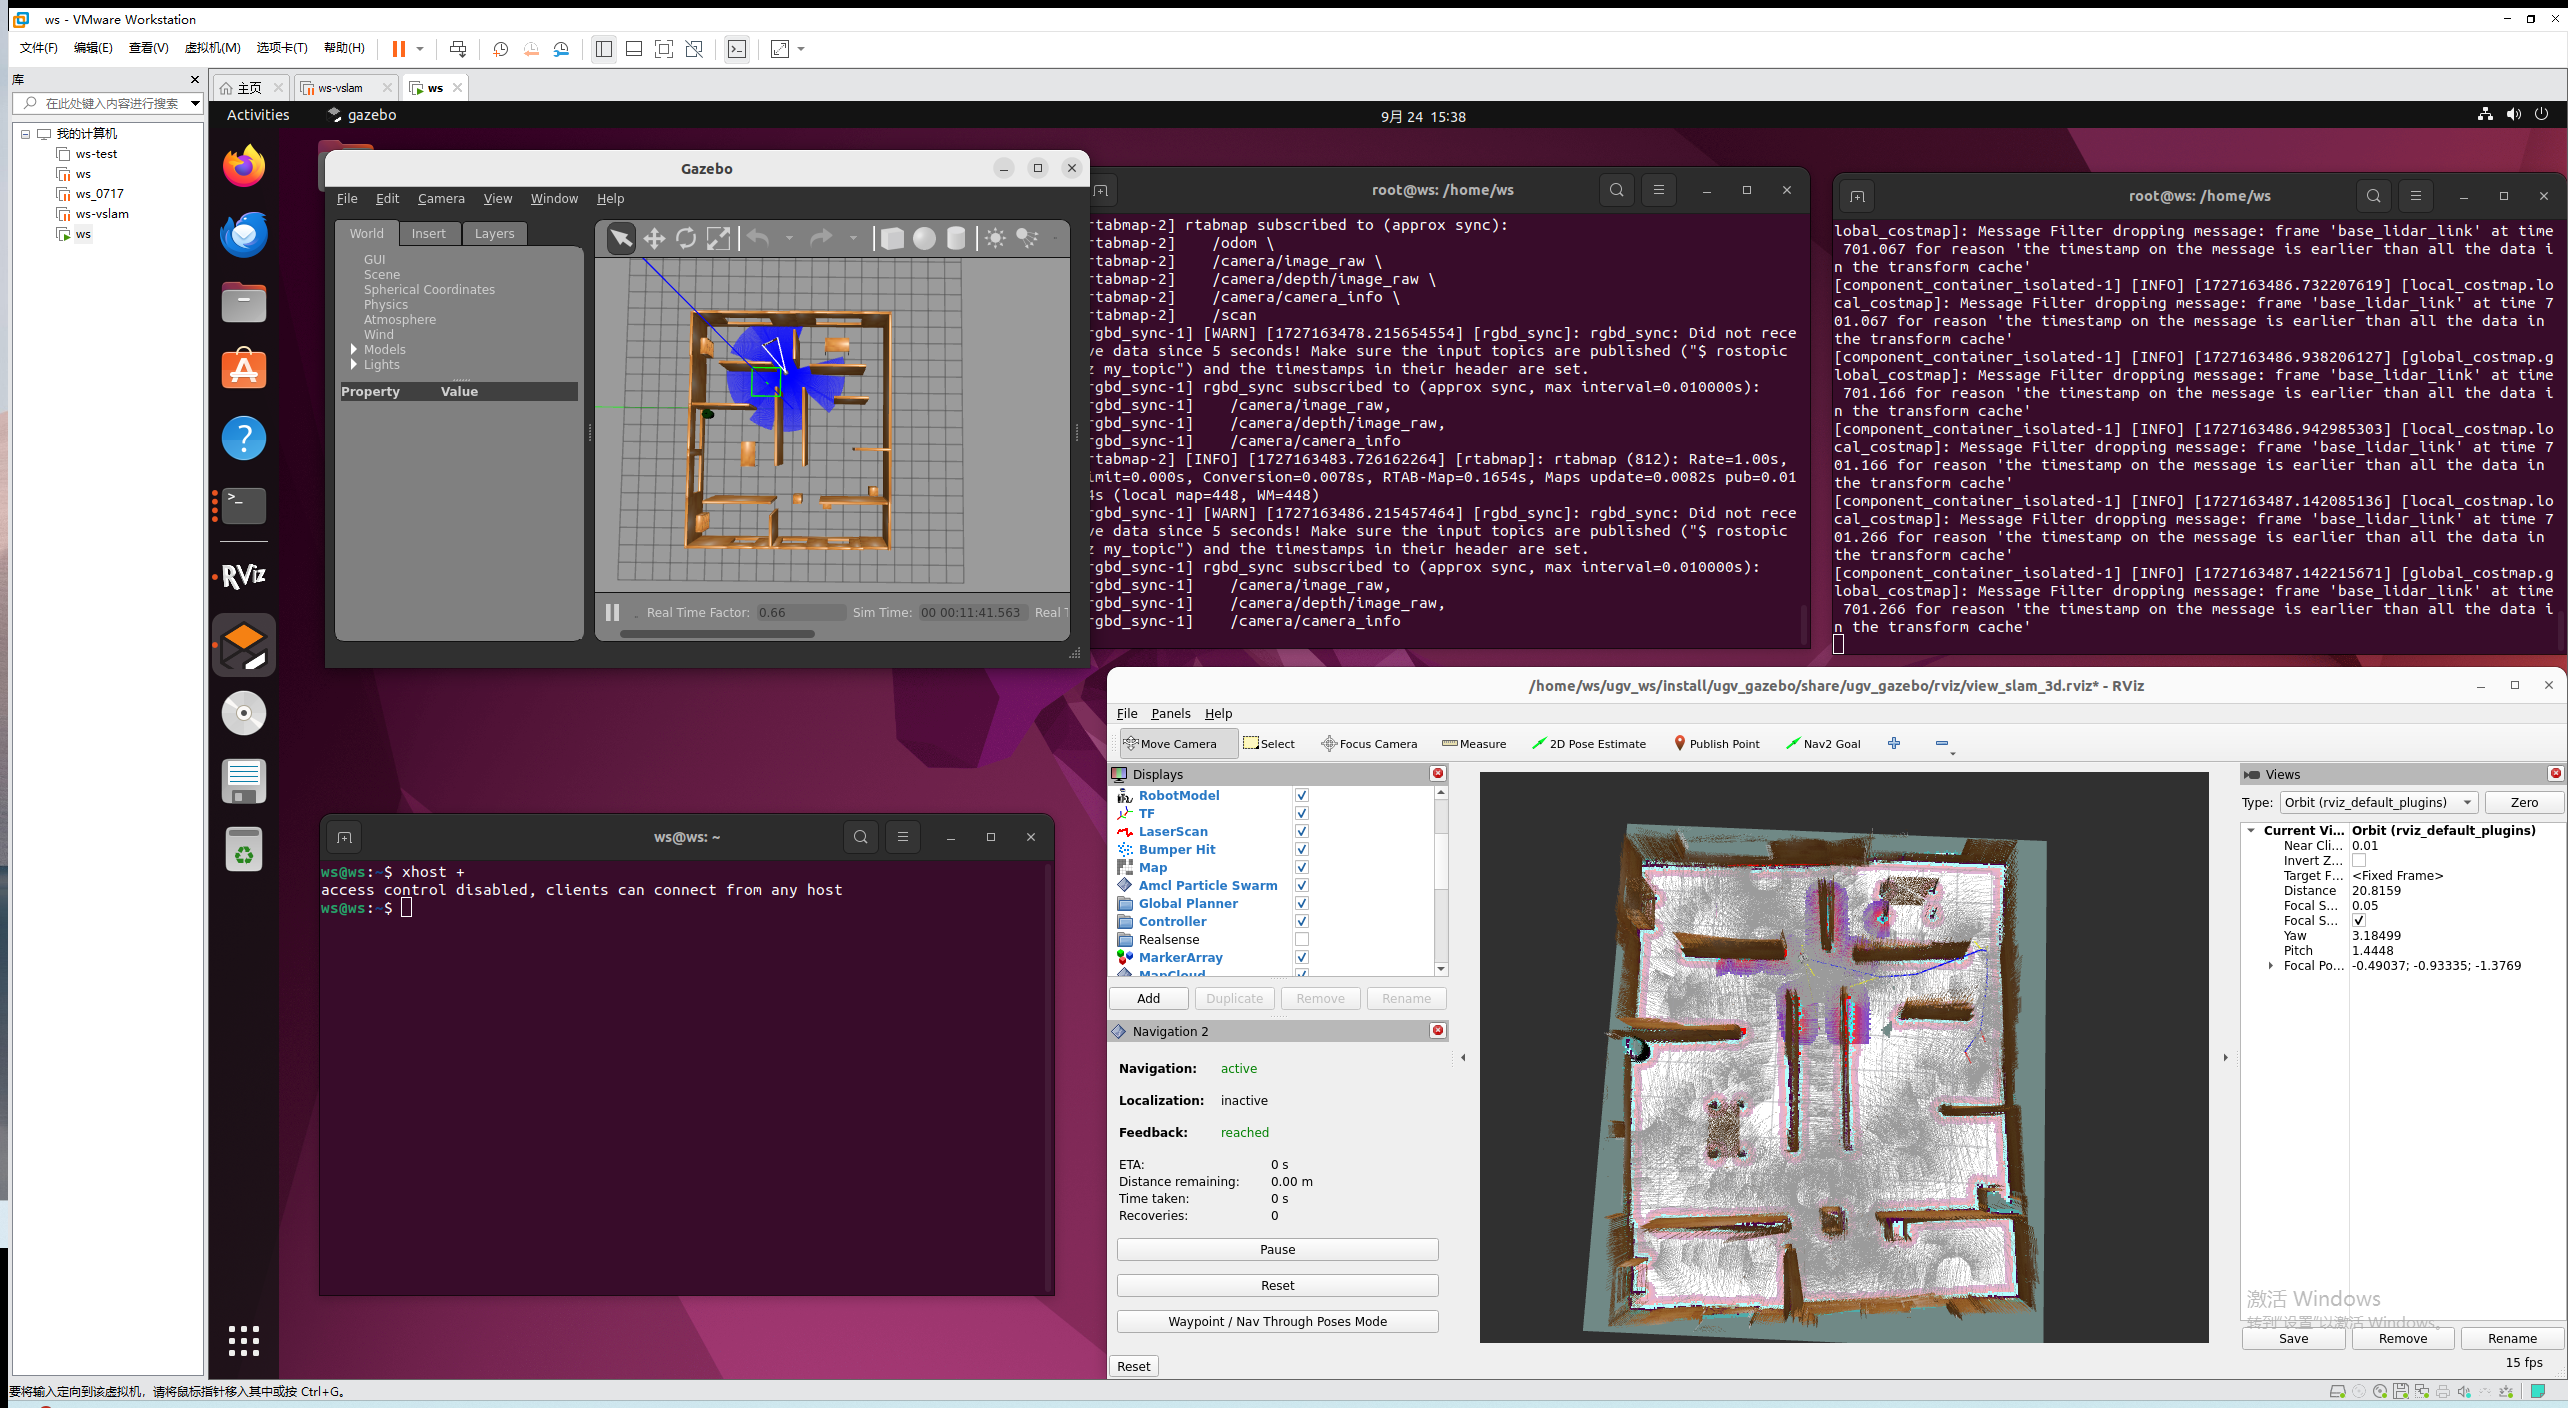 ws - VMware Workstation
文件(F) 编辑(E) 查看(V) 虚拟机(M) 选项卡(T) 帮助(H)
库
在此处键入内容进行搜索
我的计算机
ws-test
ws
ws_0717
ws-vslam
ws
主页 ws-vslam ws
Activities gazebo 9月 24 15:38
Gazebo
File Edit Camera View Window Help
World Insert Layers
GUI
Scene
Spherical Coordinates
Physics
Atmosphere
Wind
Models
Lights
Property Value
Real Time Factor: 0.66 Sim Time: 00 00:11:41.563 Real T
root@ws: /home/ws
rtabmap-2] rtabmap subscribed to (approx sync):
rtabmap-2] /odom \
rtabmap-2] /camera/image_raw \
rtabmap-2] /camera/depth/image_raw \
rtabmap-2] /camera/camera_info \
rtabmap-2] /scan
rgbd_sync-1] [WARN] [1727163478.215654554] [rgbd_sync]: rgbd_sync: Did not rece
ve data since 5 seconds! Make sure the input topics are published ("$ rostopic
z my_topic") and the timestamps in their header are set.
rgbd_sync-1] rgbd_sync subscribed to (approx sync, max interval=0.010000s):
rgbd_sync-1] /camera/image_raw,
rgbd_sync-1] /camera/depth/image_raw,
rgbd_sync-1] /camera/camera_info
rtabmap-2] [INFO] [1727163483.726162264] [rtabmap]: rtabmap (812): Rate=1.00s,
imit=0.000s, Conversion=0.0078s, RTAB-Map=0.1654s, Maps update=0.0082s pub=0.01
4s (local map=448, WM=448)
rgbd_sync-1] [WARN] [1727163486.215457464] [rgbd_sync]: rgbd_sync: Did not rece
ve data since 5 seconds! Make sure the input topics are published ("$ rostopic
z my_topic") and the timestamps in their header are set.
rgbd_sync-1] rgbd_sync subscribed to (approx sync, max interval=0.010000s):
rgbd_sync-1] /camera/image_raw,
rgbd_sync-1] /camera/depth/image_raw,
rgbd_sync-1] /camera/camera_info
root@ws: /home/ws
lobal_costmap]: Message Filter dropping message: frame 'base_lidar_link' at time
701.067 for reason 'the timestamp on the message is earlier than all the data i
n the transform cache'
[component_container_isolated-1] [INFO] [1727163486.732207619] [local_costmap.lo
cal_costmap]: Message Filter dropping message: frame 'base_lidar_link' at time 7
01.067 for reason 'the timestamp on the message is earlier than all the data in
the transform cache'
[component_container_isolated-1] [INFO] [1727163486.938206127] [global_costmap.g
lobal_costmap]: Message Filter dropping message: frame 'base_lidar_link' at time
701.166 for reason 'the timestamp on the message is earlier than all the data i
n the transform cache'
[component_container_isolated-1] [INFO] [1727163486.942985303] [local_costmap.lo
cal_costmap]: Message Filter dropping message: frame 'base_lidar_link' at time 7
01.166 for reason 'the timestamp on the message is earlier than all the data in
the transform cache'
[component_container_isolated-1] [INFO] [1727163487.142085136] [local_costmap.lo
cal_costmap]: Message Filter dropping message: frame 'base_lidar_link' at time 7
01.266 for reason 'the timestamp on the message is earlier than all the data in
the transform cache'
[component_container_isolated-1] [INFO] [1727163487.142215671] [global_costmap.g
lobal_costmap]: Message Filter dropping message: frame 'base_lidar_link' at time
701.266 for reason 'the timestamp on the message is earlier than all the data i
n the transform cache'
RViz
ws@ws: ~
ws@ws:~$ xhost +
access control disabled, clients can connect from any host
ws@ws:~$
/home/ws/ugv_ws/install/ugv_gazebo/share/ugv_gazebo/rviz/view_slam_3d.rviz* - RViz
File Panels Help
Move Camera Select Focus Camera Measure 2D Pose Estimate Publish Point Nav2 Goal
Displays
RobotModel
TF
LaserScan
Bumper Hit
Map
Amcl Particle Swarm
Global Planner
Controller
Realsense
MarkerArray
MapCloud
Add Duplicate Remove Rename
Navigation 2
Navigation: active
Localization: inactive
Feedback: reached
ETA: 0 s
Distance remaining: 0.00 m
Time taken: 0 s
Recoveries: 0
Pause
Reset
Waypoint / Nav Through Poses Mode
Reset
Views
Type: Orbit (rviz_default_plugins) Zero
Current Vi... Orbit (rviz_default_plugins)
Near Cli... 0.01
Invert Z...
Target F... <Fixed Frame>
Distance 20.8159
Focal S... 0.05
Focal S...
Yaw 3.18499
Pitch 1.4448
Focal Po... -0.49037; -0.93335; -1.3769
激活 Windows
转到"设置"以激活 Windows。
Save Remove Rename
15 fps
要将输入定向到该虚拟机，请将鼠标指针移入其中或按 Ctrl+G。